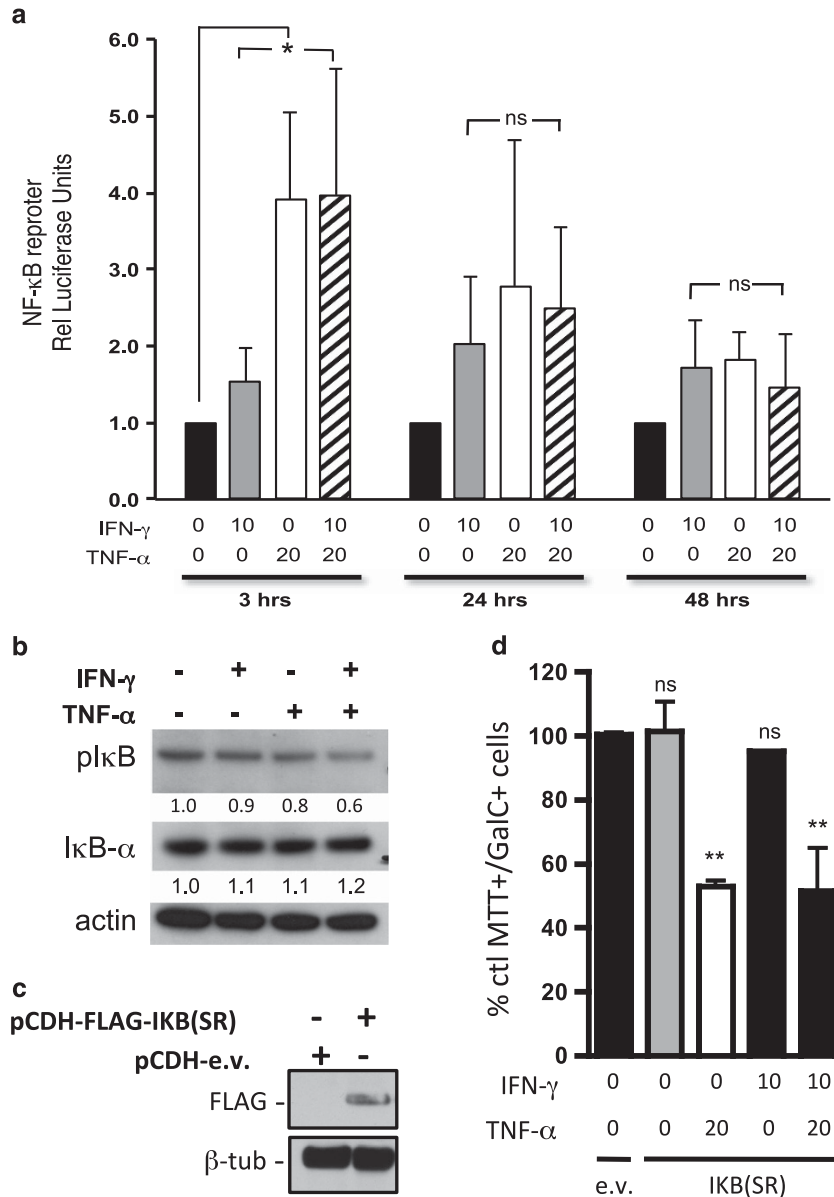 a
NF-κB reproter
Rel Luciferase Units
6.0
5.0
4.0
3.0
2.0
1.0
0.0
*
ns
ns
IFN-γ 0 10 0 10 0 10 0 10 0 10 0 10
TNF-α 0 0 20 20 0 0 20 20 0 0 20 20
3 hrs 24 hrs 48 hrs
b
IFN-γ - + - +
TNF-α - - + +
pIκB
1.0 0.9 0.8 0.6
IκB-α
1.0 1.1 1.1 1.2
actin
c
pCDH-FLAG-IKB(SR) - +
pCDH-e.v. + -
FLAG -
β-tub -
d
% ctl MTT+/GalC+ cells
120
100
80
60
40
20
0
ns
**
ns
**
IFN-γ 0 0 0 10 10
TNF-α 0 0 20 0 20
e.v. IKB(SR)